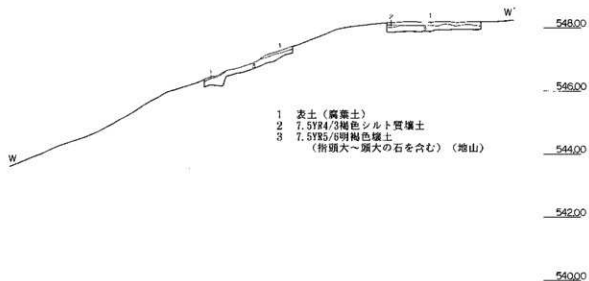 W'
2 1
548.00
1
1
546.00
1 表土（腐葉土）
2 7.5YR4/3褐色シルト質壌土
3 7.5YR5/6明褐色壌土
（指頭大～頭大の石を含む）（地山）
W
544.00
542.00
540.00